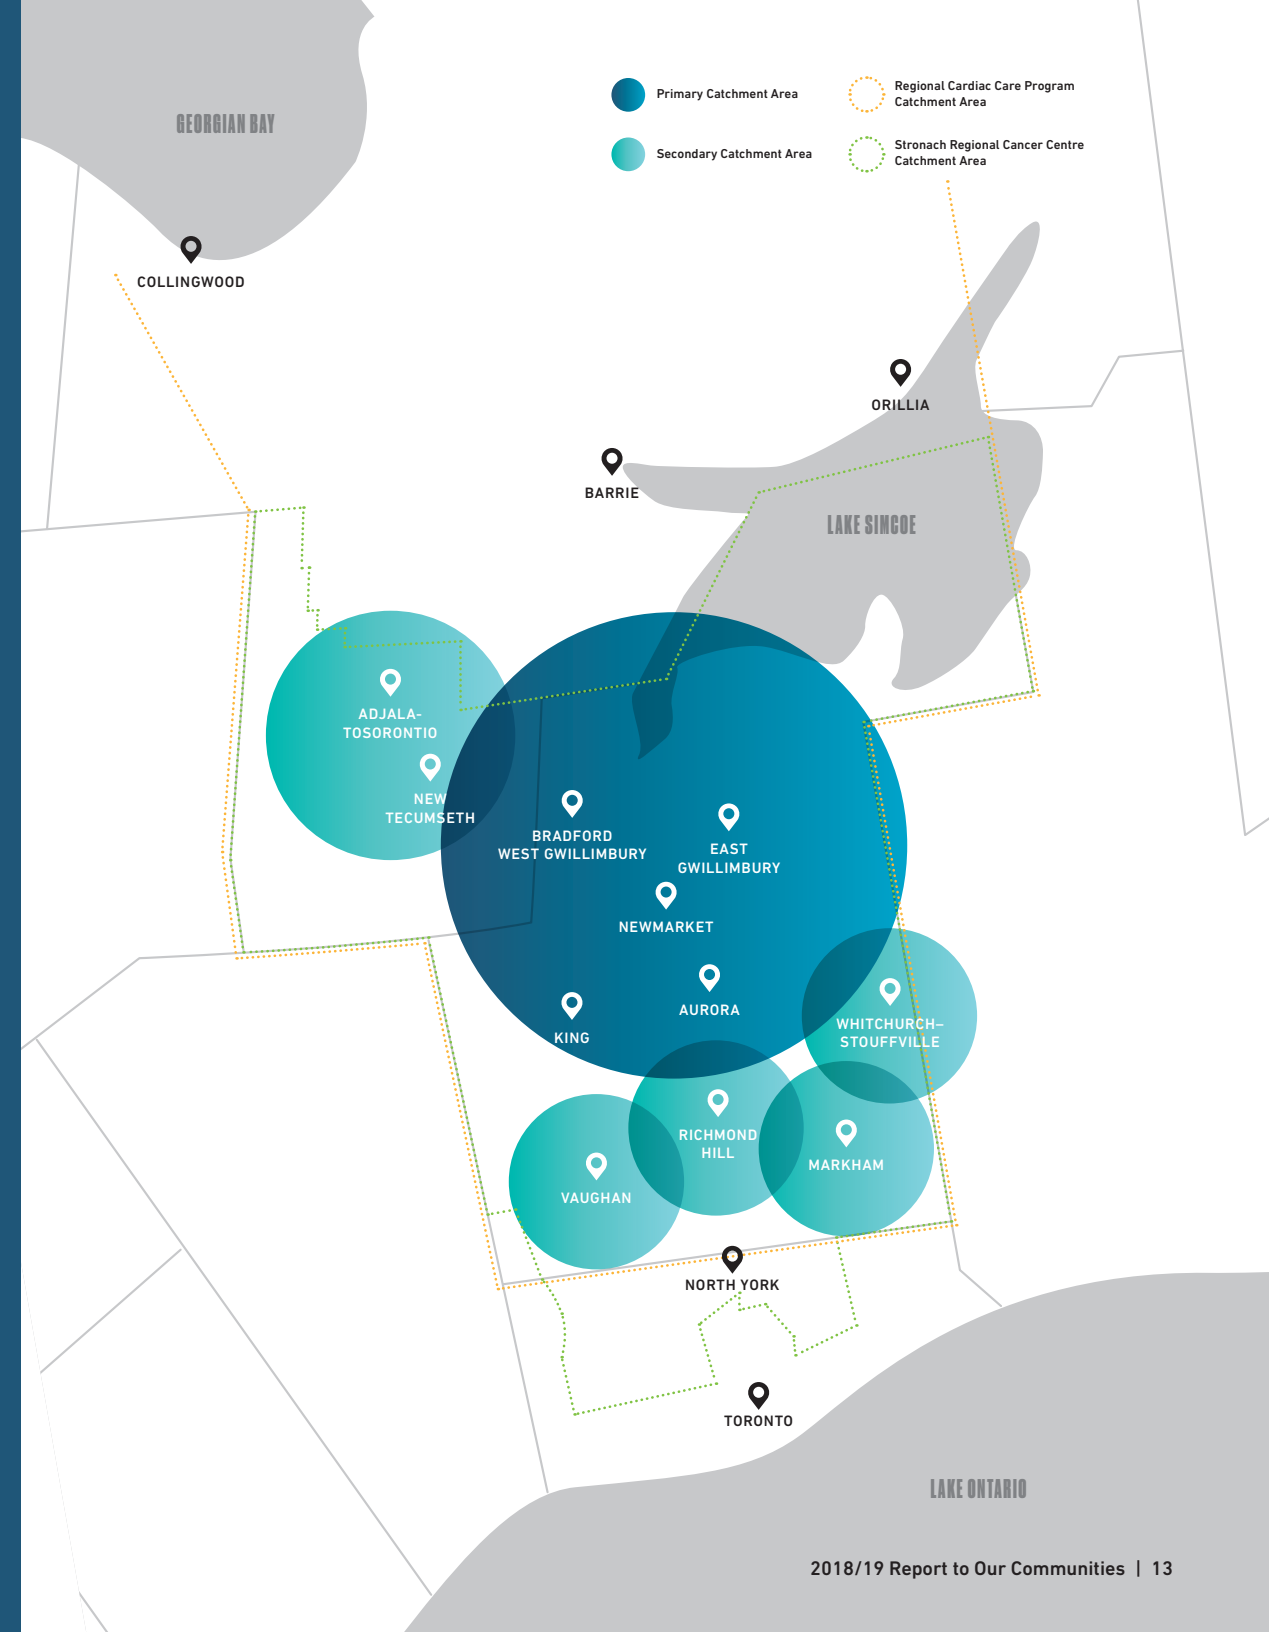 GEORGIAN BAY
Primary Catchment Area
Secondary Catchment Area
Regional Cardiac Care Program
Catchment Area
Stronach Regional Cancer Centre
Catchment Area
COLLINGWOOD
ORILLIA
BARRIE
LAKE SIMCOE
ADJALA-
TOSORONTIO
NEW
TECUMSETH
BRADFORD
WEST GWILLIMBURY
EAST
GWILLIMBURY
NEWMARKET
AURORA
KING
WHITCHURCH–
STOUFFVILLE
RICHMOND
HILL
MARKHAM
VAUGHAN
NORTH YORK
TORONTO
LAKE ONTARIO
2018/19 Report to Our Communities | 13